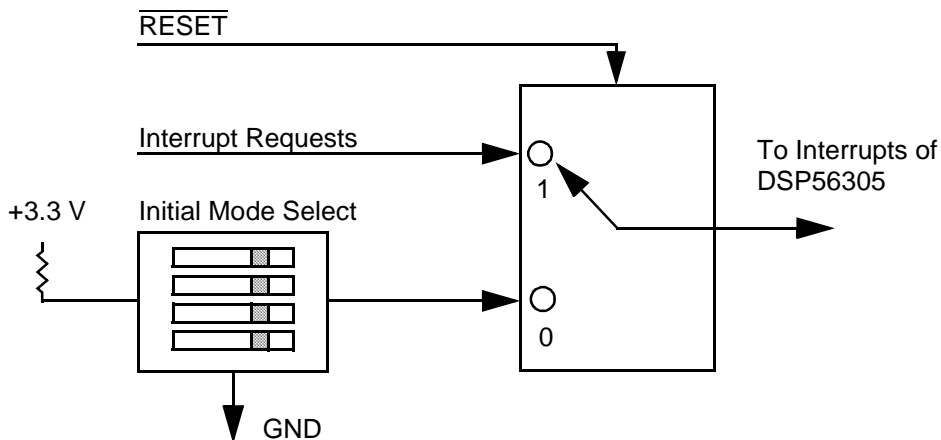 RESET
Interrupt Requests
1
To Interrupts of
DSP56305
+3.3 V
Initial Mode Select
0
GND